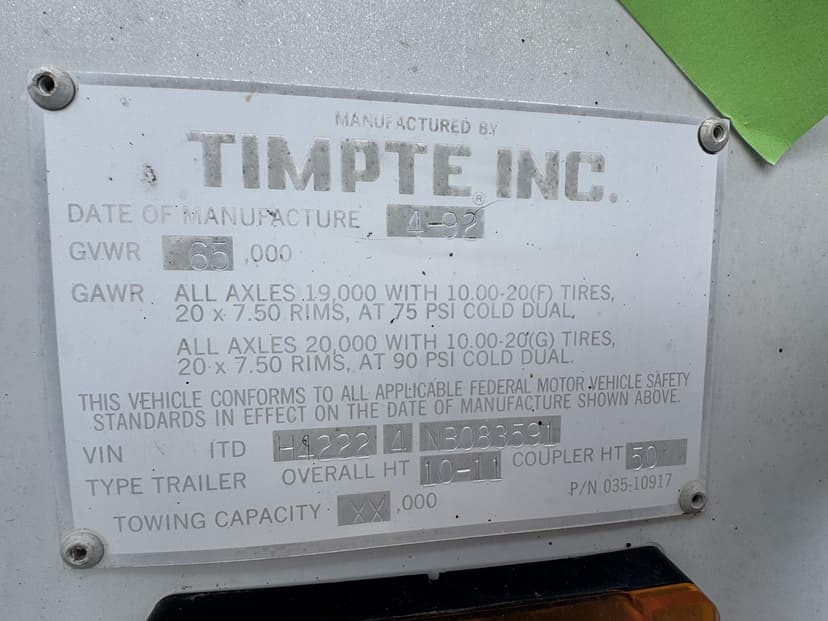 MANUFACTURED BY
TIMPTE INC.®
DATE OF MANUFACTURE 4-92
GVWR 65,000
GAWR ALL AXLES 19,000 WITH 10.00-20(F) TIRES,
20 x 7.50 RIMS, AT 75 PSI COLD DUAL,
ALL AXLES 20,000 WITH 10.00-20(G) TIRES,
20 x 7.50 RIMS, AT 90 PSI COLD DUAL.
THIS VEHICLE CONFORMS TO ALL APPLICABLE FEDERAL MOTOR VEHICLE SAFETY
STANDARDS IN EFFECT ON THE DATE OF MANUFACTURE SHOWN ABOVE.
VIN 1TD H4222 4 NB083591
TYPE TRAILER OVERALL HT 10-11 COUPLER HT 50
TOWING CAPACITY XX,000 P/N 035-10917